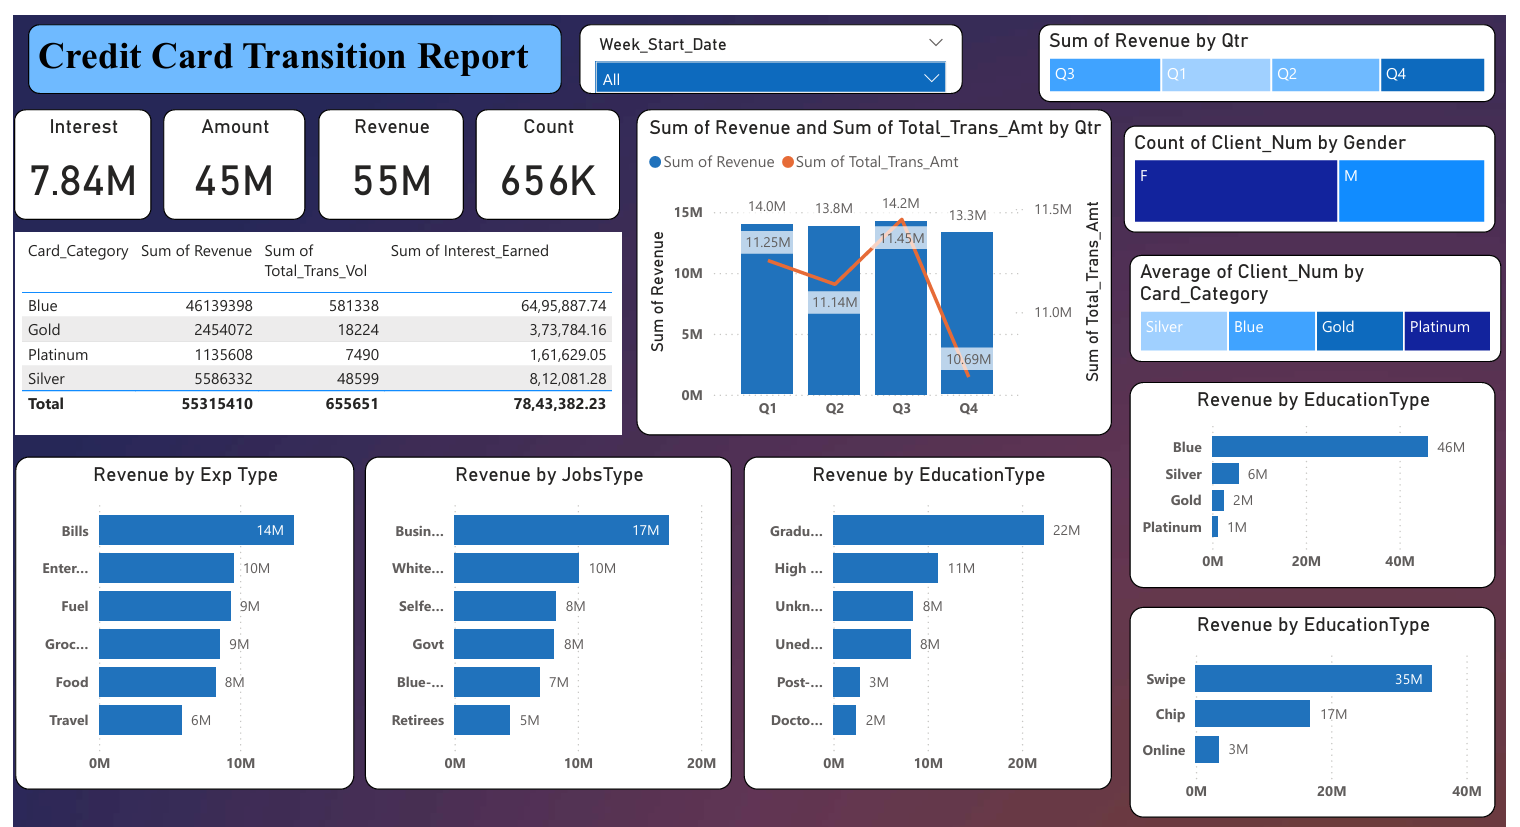 Credit Card Transition Report
Week_Start_Date
All
Sum of Revenue by Qtr
Q3 Q1 Q2 Q4
Interest
7.84M
Amount
45M
Revenue
55M
Count
656K
Sum of Revenue and Sum of Total_Trans_Amt by Qtr
Sum of Revenue Sum of Total_Trans_Amt
Sum of Revenue
15M
10M
5M
0M
14.0M 13.8M 14.2M 13.3M
11.25M 11.14M 11.45M 10.69M
Q1 Q2 Q3 Q4
11.5M
11.0M
Sum of Total_Trans_Amt
Count of Client_Num by Gender
F M
Card_Category Sum of Revenue Sum of Sum of Interest_Earned
Total_Trans_Vol
Blue 46139398 581338 64,95,887.74
Gold 2454072 18224 3,73,784.16
Platinum 1135608 7490 1,61,629.05
Silver 5586332 48599 8,12,081.28
Total 55315410 655651 78,43,382.23
Average of Client_Num by
Card_Category
Silver Blue Gold Platinum
Revenue by EducationType
Blue 46M
Silver 6M
Gold 2M
Platinum 1M
0M 20M 40M
Revenue by Exp Type
Bills 14M
Enter... 10M
Fuel 9M
Groc... 9M
Food 8M
Travel 6M
0M 10M
Revenue by JobsType
Busin... 17M
White... 10M
Selfe... 8M
Govt 8M
Blue-... 7M
Retirees 5M
0M 10M 20M
Revenue by EducationType
Gradu... 22M
High ... 11M
Unkn... 8M
Uned... 8M
Post-... 3M
Docto... 2M
0M 10M 20M
Revenue by EducationType
Swipe 35M
Chip 17M
Online 3M
0M 20M 40M